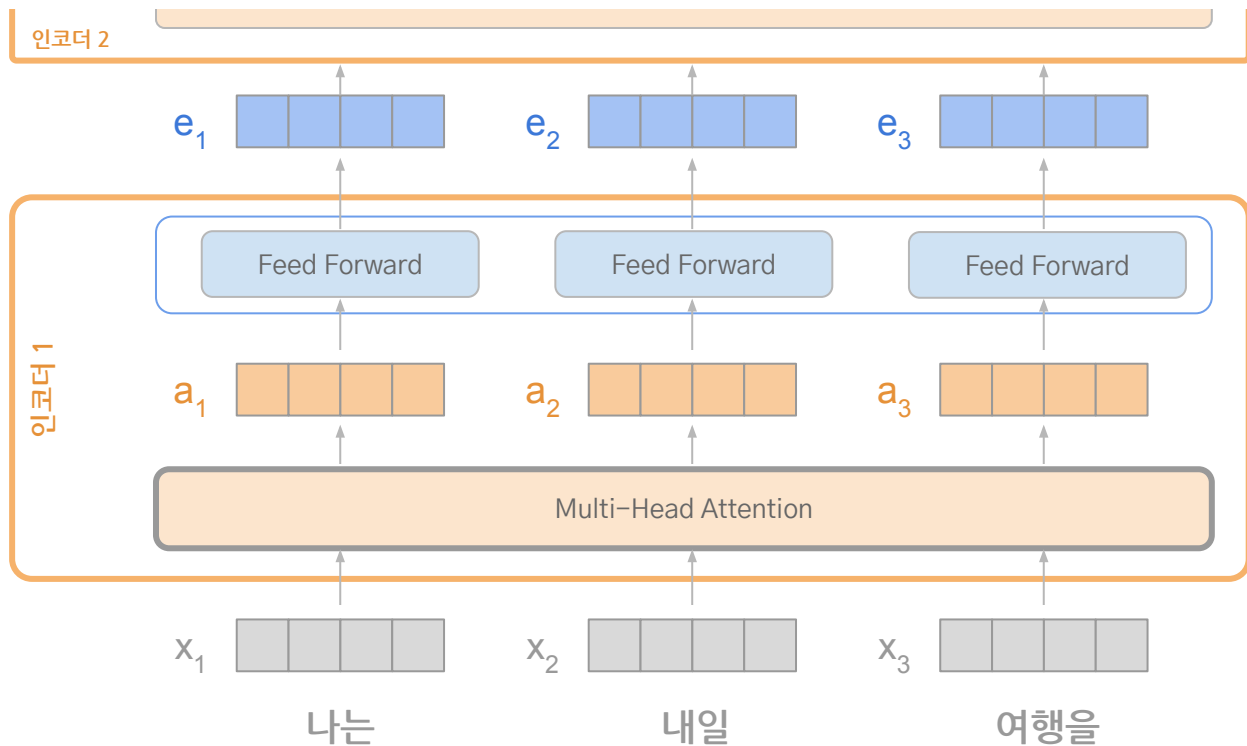 인코더 2
e1 e2 e3
Feed Forward Feed Forward Feed Forward
인코더 1
a1 a2 a3
Multi-Head Attention
x1 x2 x3
나는 내일 여행을